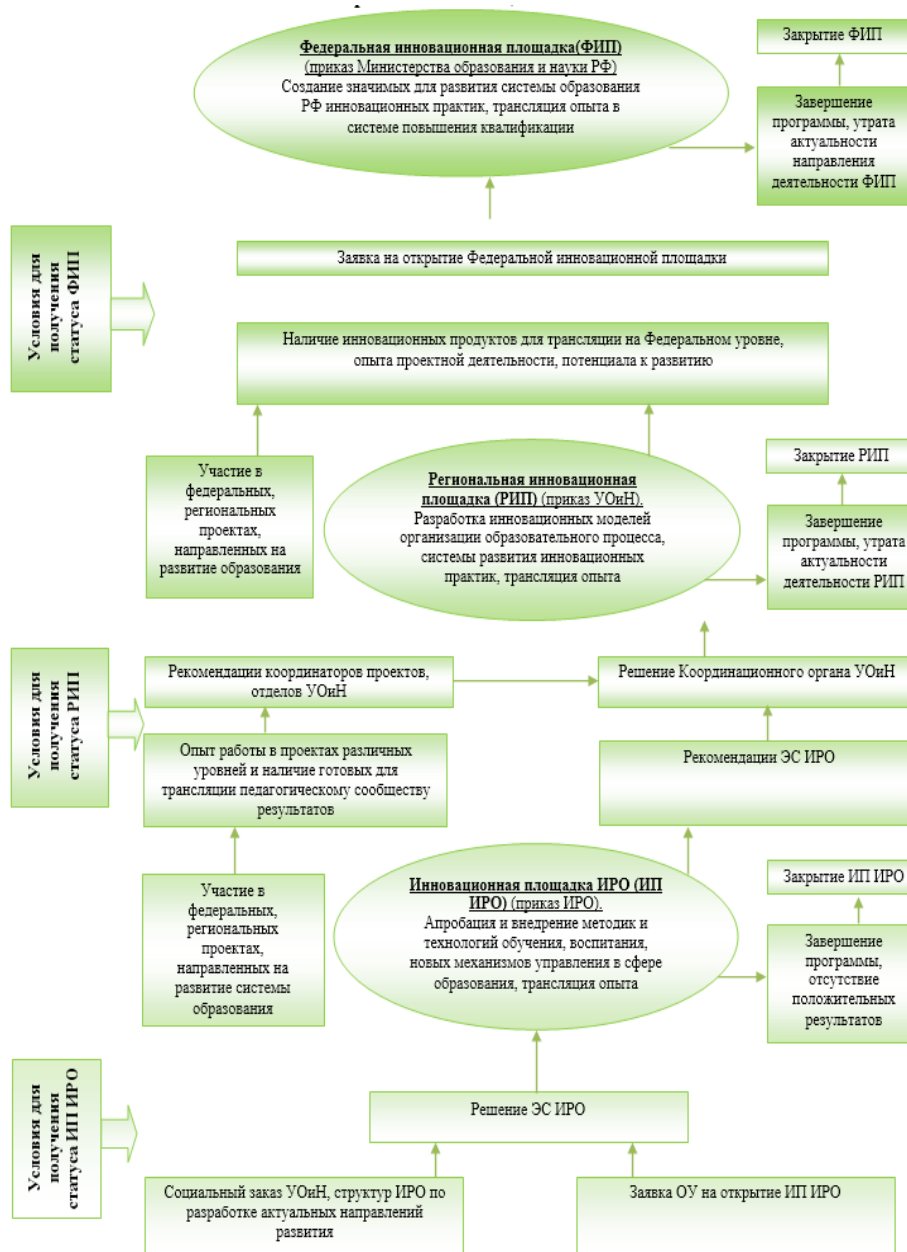 Федеральная инновационная площадка(ФИП)
(приказ Министерства образования и науки РФ)
Создание значимых для развития системы образования
РФ инновационных практик, трансляция опыта в
системе повышения квалификации
Закрытие ФИП
Завершение
программы, утрата
актуальности
направления
деятельности ФИП
Условия для
получения
статуса ФИП
Заявка на открытие Федеральной инновационной площадки
Наличие инновационных продуктов для трансляции на Федеральном уровне,
опыта проектной деятельности, потенциала к развитию
Участие в
федеральных,
региональных
проектах,
направленных на
развитие образования
Региональная инновационная
площадка (РИП) (приказ УОиН).
Разработка инновационных моделей
организации образовательного процесса,
системы развития инновационных
практик, трансляция опыта
Закрытие РИП
Завершение
программы, утрата
актуальности
деятельности РИП
Условия для
получения
статуса РИП
Рекомендации координаторов проектов,
отделов УОиН
Решение Координационного органа УОиН
Опыт работы в проектах различных
уровней и наличие готовых для
трансляции педагогическому сообществу
результатов
Рекомендации ЭС ИРО
Участие в
федеральных,
региональных
проектах,
направленных на
развитие системы
образования
Инновационная площадка ИРО (ИП
ИРО) (приказ ИРО).
Апробация и внедрение методик и
технологий обучения, воспитания,
новых механизмов управления в сфере
образования, трансляция опыта
Закрытие ИП ИРО
Завершение
программы,
отсутствие
положительных
результатов
Условия для
получения
статуса ИП ИРО
Решение ЭС ИРО
Социальный заказ УОиН, структур ИРО по
разработке актуальных направлений
развития
Заявка ОУ на открытие ИП ИРО